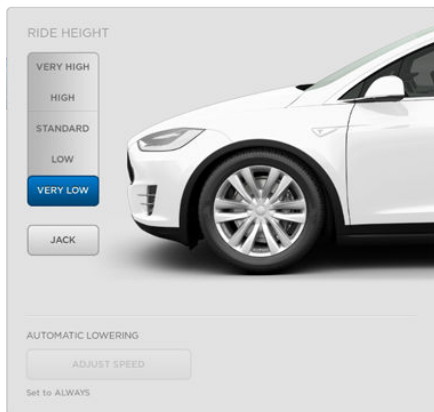 RIDE HEIGHT
VERY HIGH
HIGH
STANDARD
LOW
VERY LOW
JACK
AUTOMATIC LOWERING
ADJUST SPEED
Set to ALWAYS